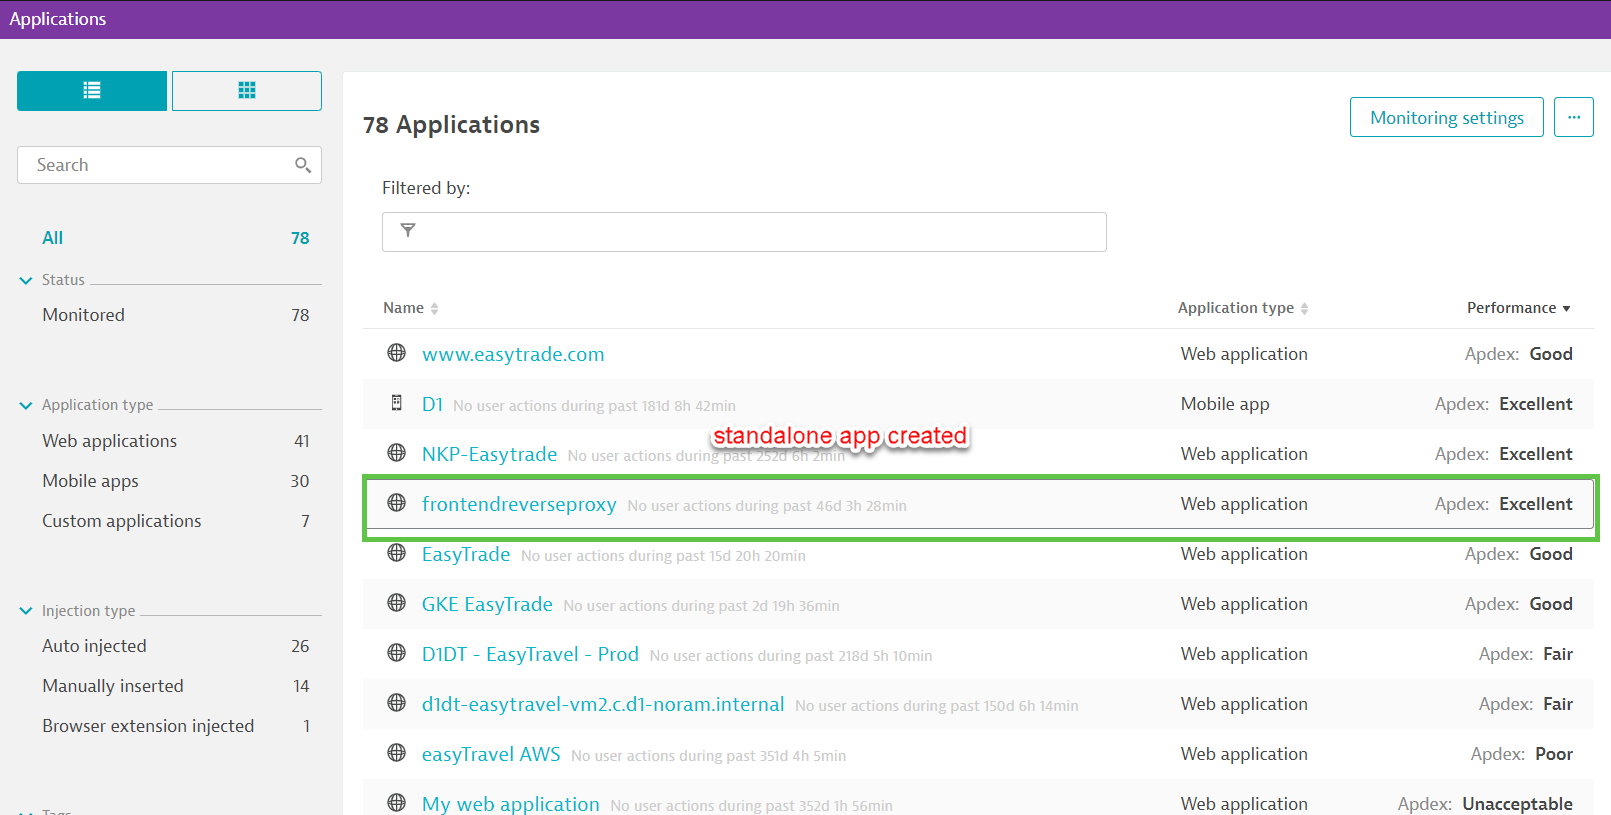 Applications
Search
All 78
Status
Monitored 78
Application type
Web applications 41
Mobile apps 30
Custom applications 7
Injection type
Auto injected 26
Manually inserted 14
Browser extension injected 1
Tags
78 Applications
Monitoring settings ...
Filtered by:
Name Application type Performance
www.easytrade.com Web application Apdex: Good
D1 No user actions during past 181d 8h 42min Mobile app Apdex: Excellent
standalone app created
NKP-Easytrade No user actions during past 252d 6h 2min Web application Apdex: Excellent
frontendreverseproxy No user actions during past 46d 3h 28min Web application Apdex: Excellent
EasyTrade No user actions during past 15d 20h 20min Web application Apdex: Good
GKE EasyTrade No user actions during past 2d 19h 36min Web application Apdex: Good
D1DT - EasyTravel - Prod No user actions during past 218d 5h 10min Web application Apdex: Fair
d1dt-easytravel-vm2.c.d1-noram.internal No user actions during past 150d 6h 14min Web application Apdex: Fair
easyTravel AWS No user actions during past 351d 4h 5min Web application Apdex: Poor
My web application No user actions during past 352d 1h 56min Web application Apdex: Unacceptable